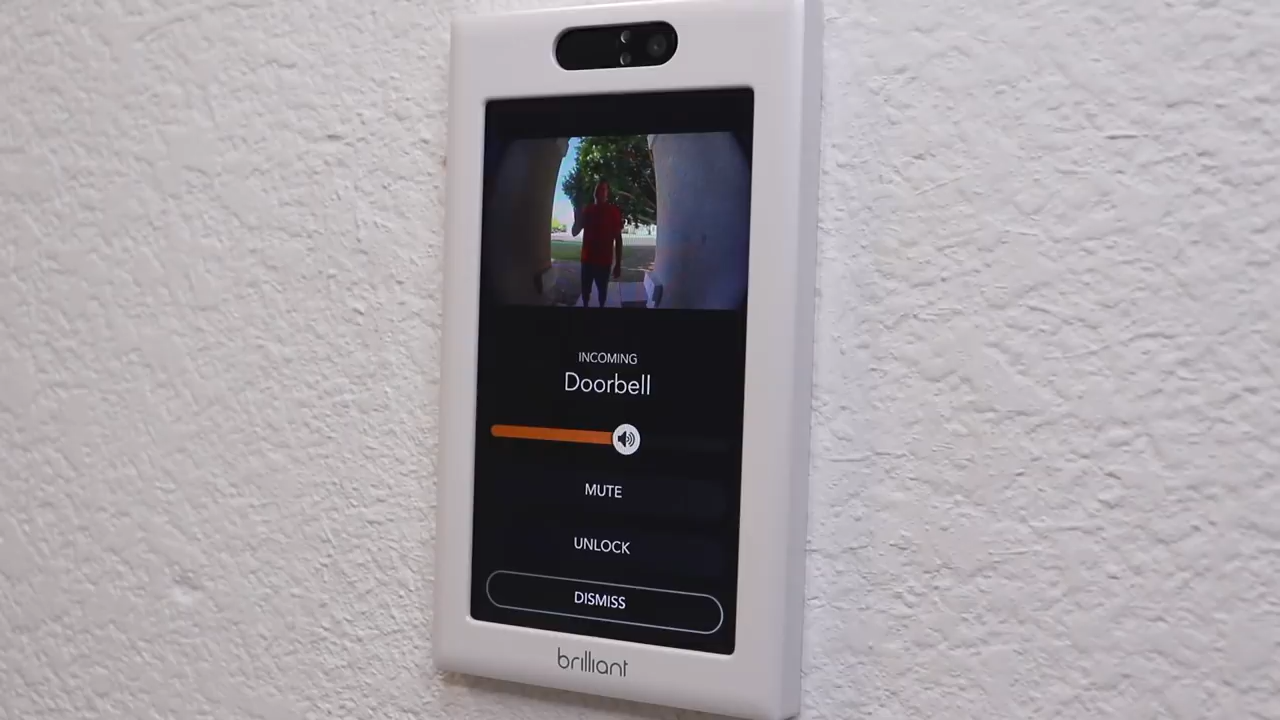 INCOMING
Doorbell
MUTE
UNLOCK
DISMISS
brilliant